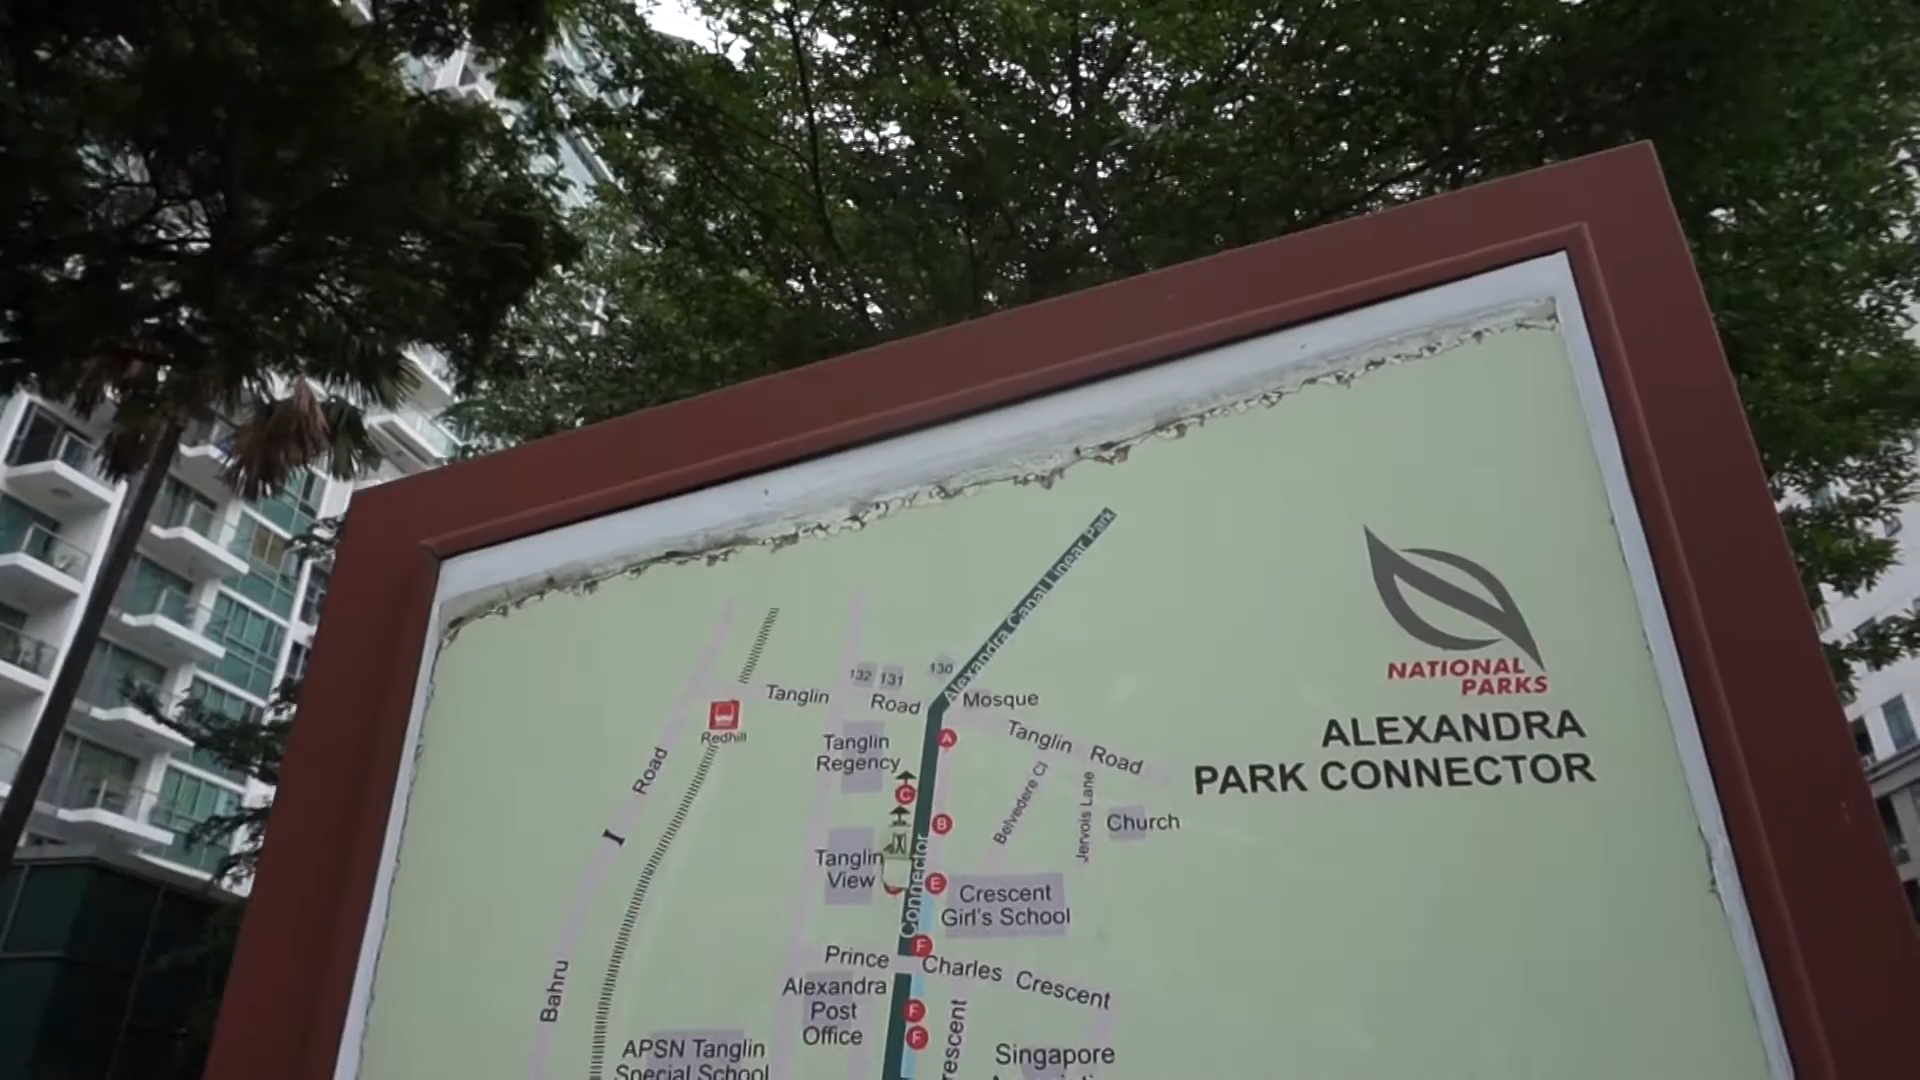 Alexandra Canal Linear Park
NATIONAL
PARKS
ALEXANDRA
PARK CONNECTOR
132 131
130
Tanglin Road
Mosque
Redhill
Tanglin
Regency
A
Tanglin Road
Road
C
B
Belvedere Cl
Jervois Lane
Church
I
Tanglin
View
Connector
E
Crescent
Girl's School
F
Prince Charles Crescent
Bahru
Alexandra
Post
Office
F
F
Singapore
APSN Tanglin
Special School